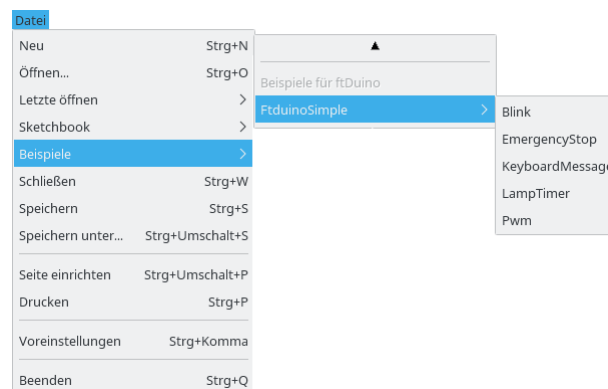 Datei
Neu Strg+N
Öffnen... Strg+O
Letzte öffnen
Sketchbook
Beispiele
Schließen Strg+W
Speichern Strg+S
Speichern unter... Strg+Umschalt+S
Seite einrichten Strg+Umschalt+P
Drucken Strg+P
Voreinstellungen Strg+Komma
Beenden Strg+Q
Beispiele für ftDuino
FtduinoSimple
Blink
EmergencyStop
KeyboardMessage
LampTimer
Pwm